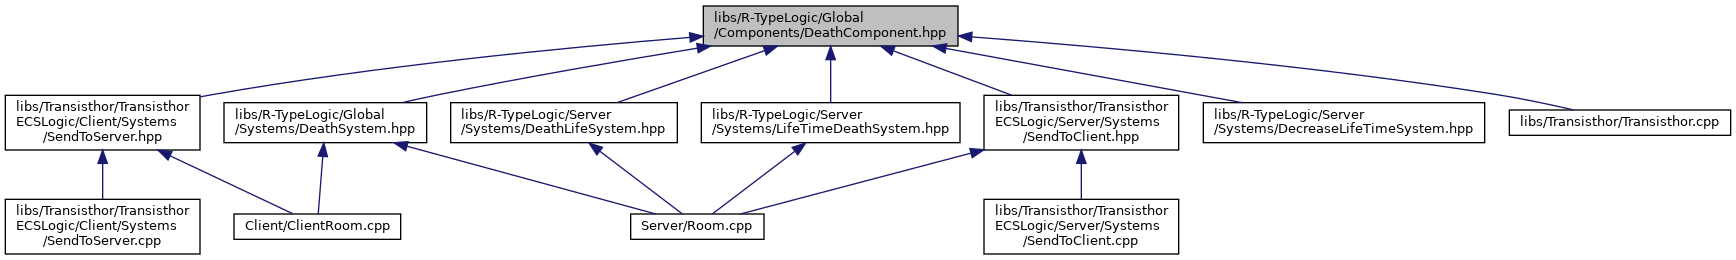 libs/R-TypeLogic/Global
/Components/DeathComponent.hpp
libs/Transisthor/Transisthor
ECSLogic/Client/Systems
/SendToServer.hpp
libs/R-TypeLogic/Global
/Systems/DeathSystem.hpp
libs/R-TypeLogic/Server
/Systems/DeathLifeSystem.hpp
libs/R-TypeLogic/Server
/Systems/LifeTimeDeathSystem.hpp
libs/Transisthor/Transisthor
ECSLogic/Server/Systems
/SendToClient.hpp
libs/R-TypeLogic/Server
/Systems/DecreaseLifeTimeSystem.hpp
libs/Transisthor/Transisthor.cpp
libs/Transisthor/Transisthor
ECSLogic/Client/Systems
/SendToServer.cpp
Client/ClientRoom.cpp
Server/Room.cpp
libs/Transisthor/Transisthor
ECSLogic/Server/Systems
/SendToClient.cpp